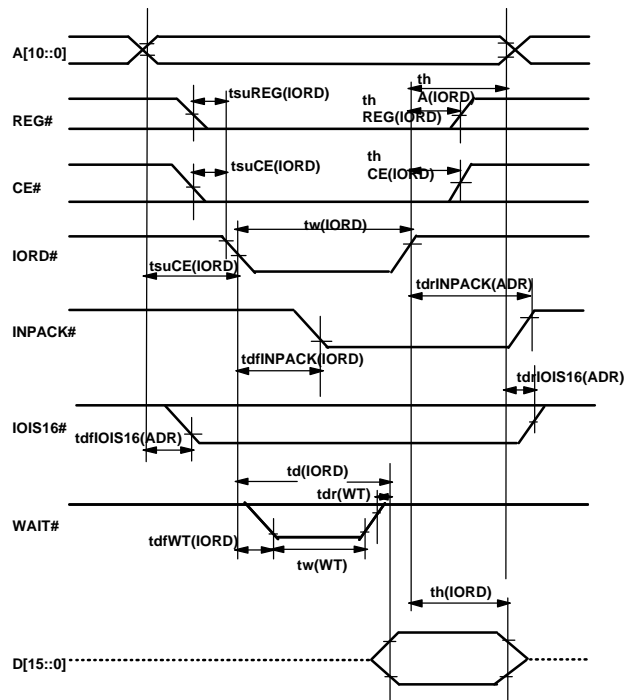 A[10::0]
th
A(IORD)
tsuREG(IORD)
th
REG(IORD)
REG#
tsuCE(IORD)
th
CE(IORD)
CE#
tw(IORD)
IORD#
tsuCE(IORD)
tdrINPACK(ADR)
INPACK#
tdfINPACK(IORD)
tdrIOIS16(ADR)
IOIS16#
tdfIOIS16(ADR)
td(IORD)
tdr(WT)
WAIT#
tdfWT(IORD)
tw(WT)
th(IORD)
D[15::0]